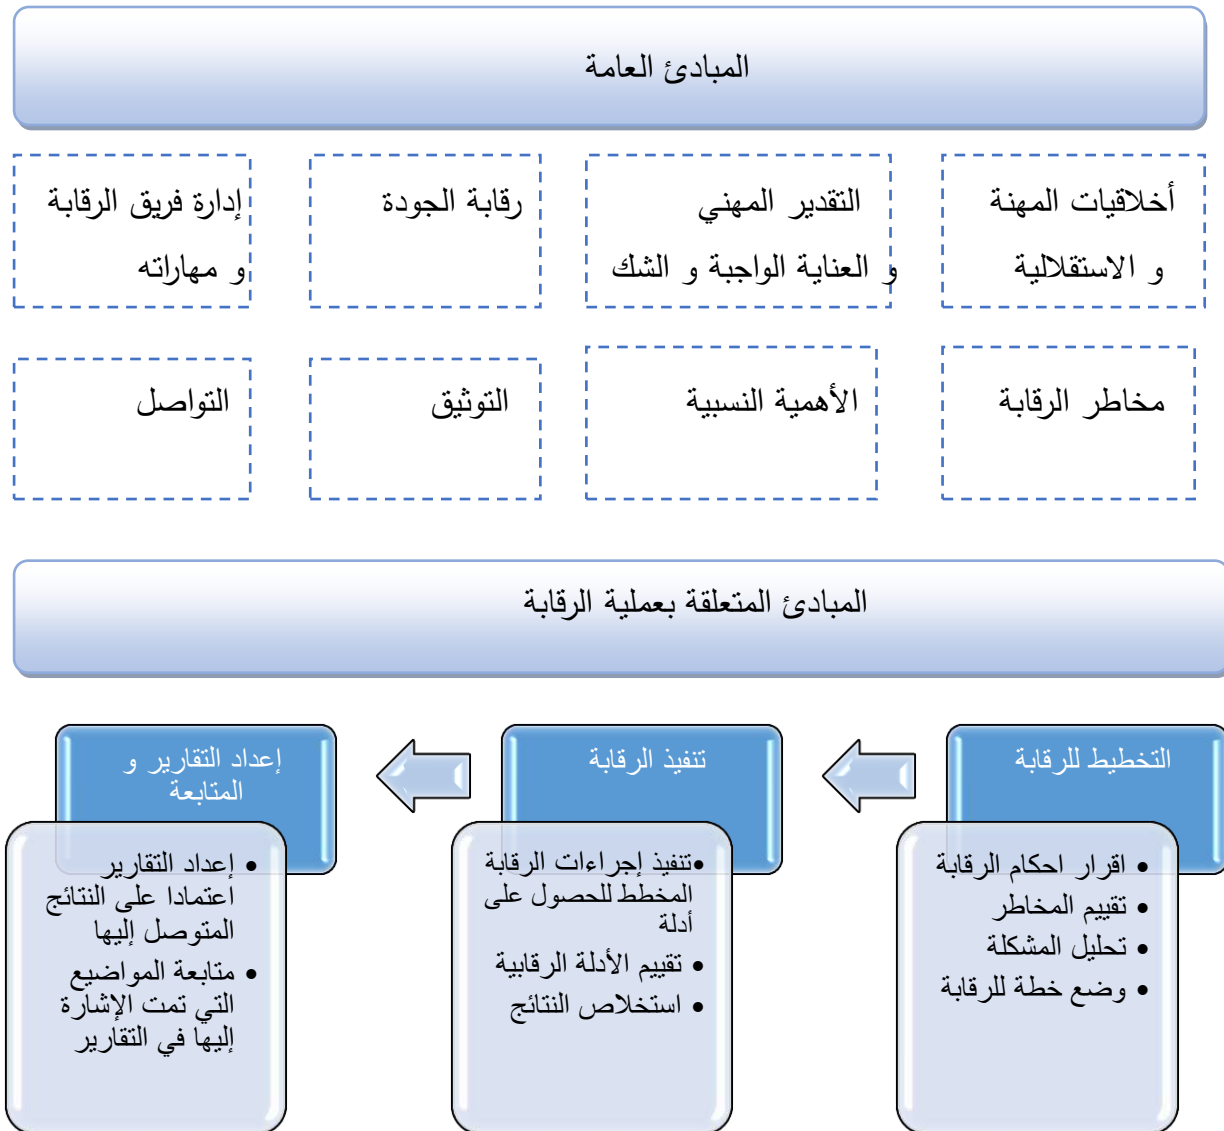 المبادئ العامة
أخلاقيات المهنة
و الاستقلالية
التقدير المهني
و العناية الواجبة و الشك
رقابة الجودة
إدارة فريق الرقابة
و مهاراته
مخاطر الرقابة
الأهمية النسبية
التوثيق
التواصل
المبادئ المتعلقة بعملية الرقابة
التخطيط للرقابة
• اقرار احكام الرقابة
• تقييم المخاطر
• تحليل المشكلة
• وضع خطة للرقابة
تنفيذ الرقابة
•تنفيذ إجراءات الرقابة
المخطط للحصول على
أدلة
• تقييم الأدلة الرقابية
• استخلاص النتائج
إعداد التقارير و
المتابعة
• إعداد التقارير
اعتمادا على النتائج
المتوصل إليها
• متابعة المواضيع
التي تمت الإشارة
إليها في التقارير